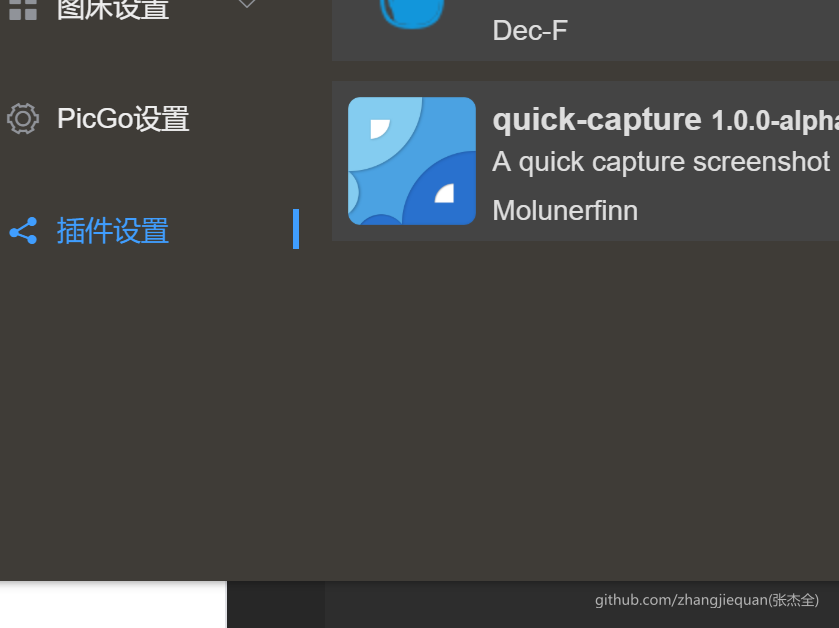 图床设置
PicGo设置
插件设置
Dec-F
quick-capture 1.0.0-alpha
A quick capture screenshot
Molunerfinn
github.com/zhangjiequan(张杰全)